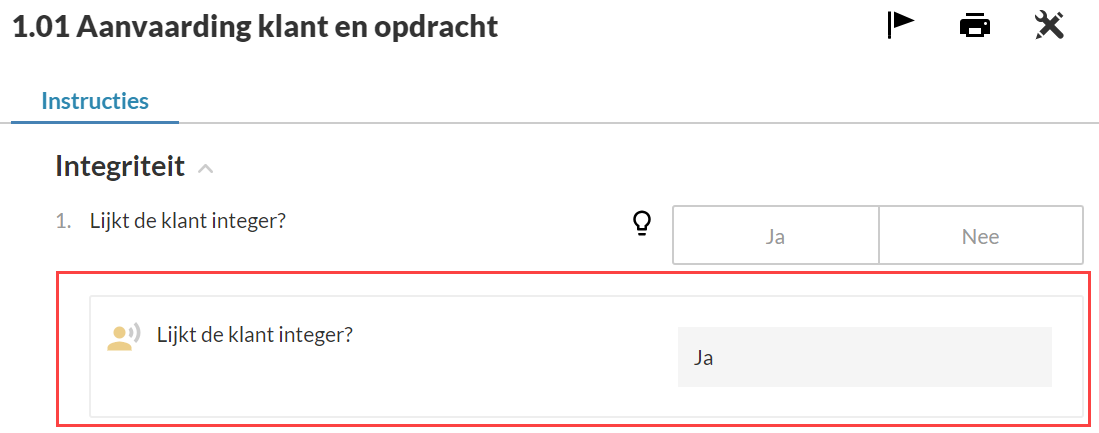 1.01 Aanvaarding klant en opdracht
Instructies
Integriteit
1. Lijkt de klant integer?
Ja
Nee
Lijkt de klant integer?
Ja